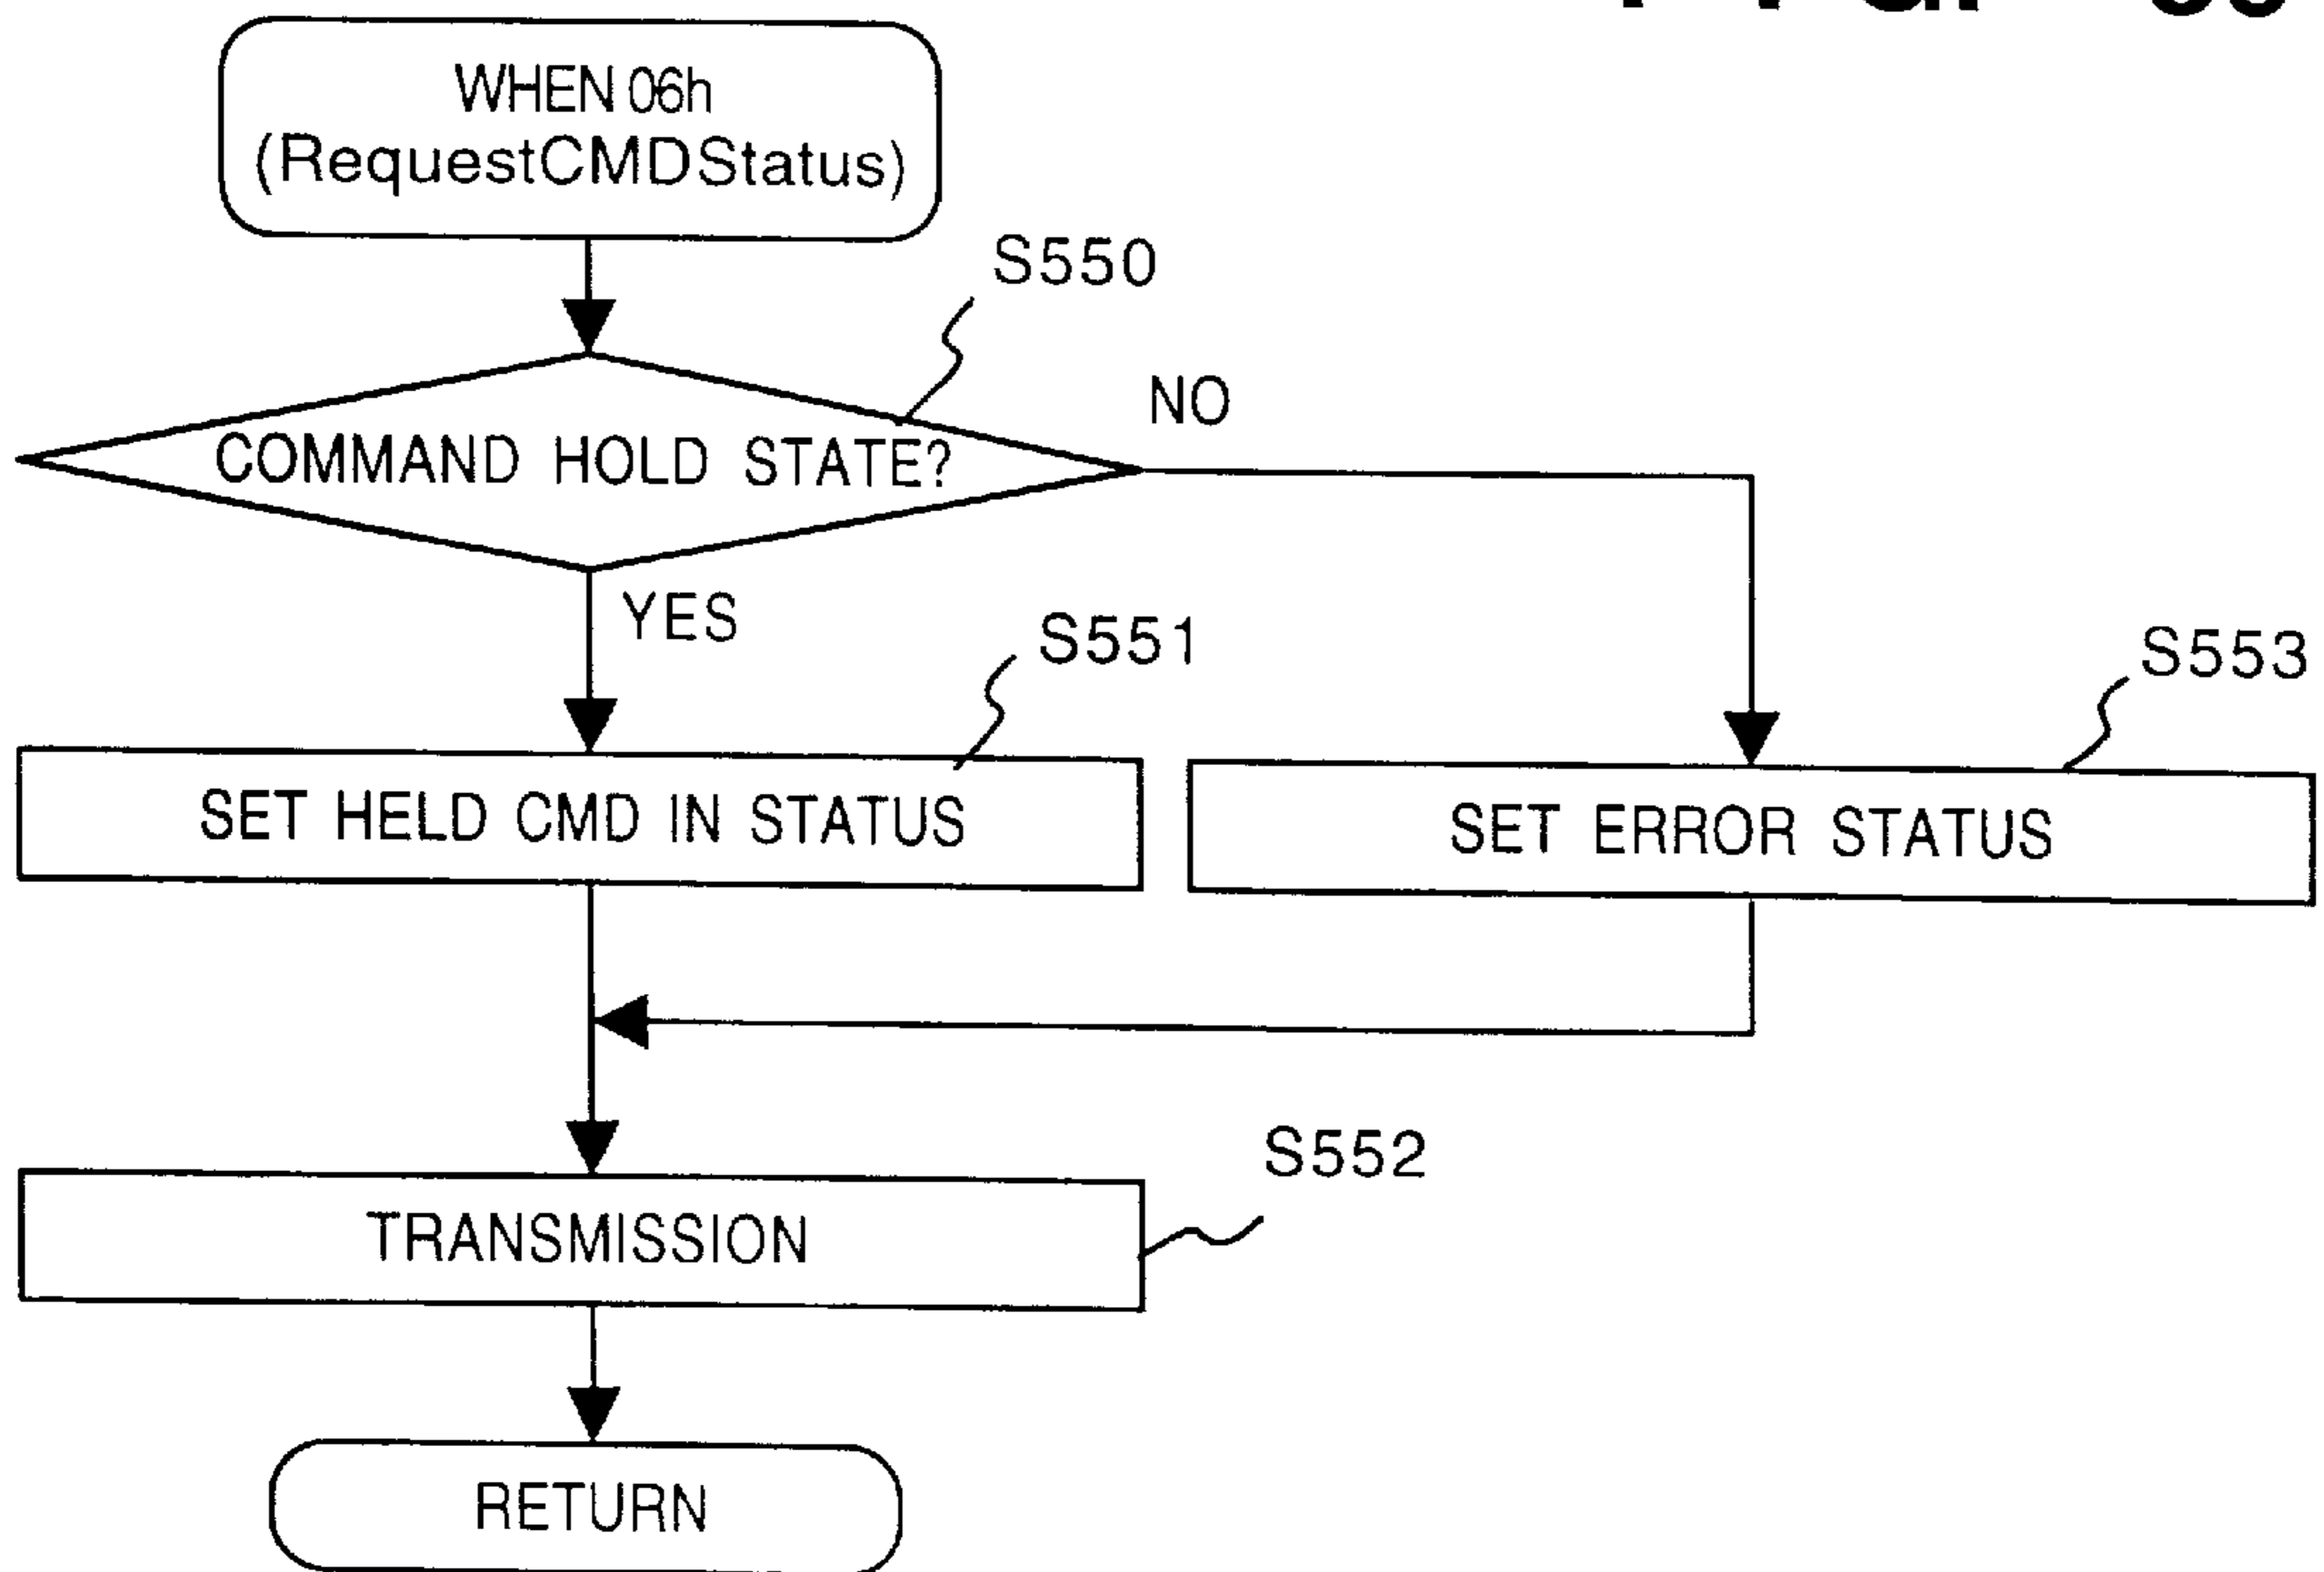 WHEN 06h
(RequestCMDStatus)
S550
COMMAND HOLD STATE?
NO
YES
S551
S553
SET HELD CMD IN STATUS
SET ERROR STATUS
S552
TRANSMISSION
RETURN